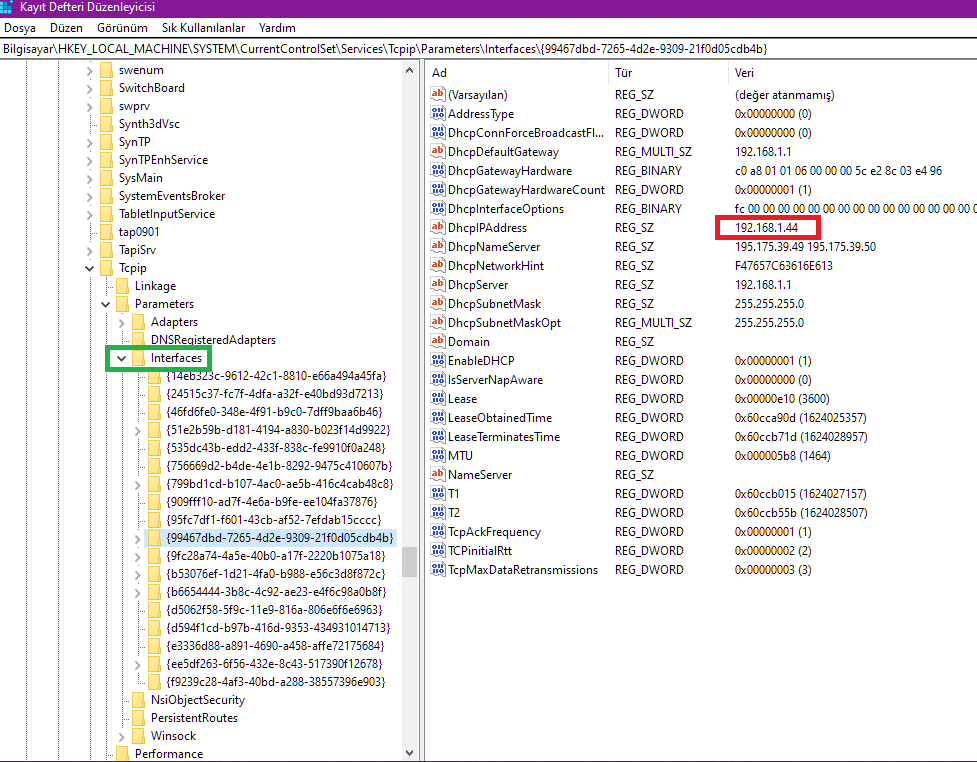 Kayıt Defteri Düzenleyicisi
Dosya Düzen Görünüm Sık Kullanılanlar Yardım
Bilgisayar\HKEY_LOCAL_MACHINE\SYSTEM\CurrentControlSet\Services\Tcpip\Parameters\Interfaces\{99467dbd-7265-4d2e-9309-21f0d05cdb4b}
swenum
SwitchBoard
swprv
Synth3dVsc
SynTP
SynTPEnhService
SysMain
SystemEventsBroker
TabletInputService
tap0901
TapiSrv
Tcpip
Linkage
Parameters
Adapters
DNSRegisteredAdapters
Interfaces
{14eb323c-9612-42c1-8810-e66a494a45fa}
{24515c37-fc7f-4dfa-a32f-e40bd93d7213}
{46fd6fe0-348e-4f91-b9c0-7dff9baa6b46}
{51e2b59b-d181-4194-a830-b023f14d9922}
{535dc43b-edd2-433f-838c-fe9910f0a248}
{756669d2-b4de-4e1b-8292-9475c410607b}
{799bd1cd-b107-4ac0-ae5b-416c4cab48c8}
{909fff10-ad7f-4e6a-b9fe-ee104fa37876}
{95fc7df1-f601-43cb-af52-7efdab15cccc}
{99467dbd-7265-4d2e-9309-21f0d05cdb4b}
{9fc28a74-4a5e-40b0-a17f-2220b1075a18}
{b53076ef-1d21-4fa0-b988-e56c3d8f872c}
{b6654444-3b8c-4c92-ae23-e4f6c98a0b8f}
{d5062f58-5f9c-11e9-816a-806e6f6e6963}
{d594f1cd-b97b-416d-9353-434931014713}
{e3336d88-a891-4690-a458-affe72175684}
{ee5df263-6f56-432e-8c43-517390f12678}
{f9239c28-4af3-40bd-a288-38557396e903}
NsiObjectSecurity
PersistentRoutes
Winsock
Performance
Ad Tür Veri
(Varsayılan) REG_SZ (değer atanmamış)
AddressType REG_DWORD 0x00000000 (0)
DhcpConnForceBroadcastFl... REG_DWORD 0x00000000 (0)
DhcpDefaultGateway REG_MULTI_SZ 192.168.1.1
DhcpGatewayHardware REG_BINARY c0 a8 01 01 06 00 00 00 5c e2 8c 03 e4 96
DhcpGatewayHardwareCount REG_DWORD 0x00000001 (1)
DhcpInterfaceOptions REG_BINARY fc 00 00 00 00 00 00 00 00 00 00 00 00 00 00 0
DhcpIPAddress REG_SZ 192.168.1.44
DhcpNameServer REG_SZ 195.175.39.49 195.175.39.50
DhcpNetworkHint REG_SZ F47657C63616E613
DhcpServer REG_SZ 192.168.1.1
DhcpSubnetMask REG_SZ 255.255.255.0
DhcpSubnetMaskOpt REG_MULTI_SZ 255.255.255.0
Domain REG_SZ
EnableDHCP REG_DWORD 0x00000001 (1)
IsServerNapAware REG_DWORD 0x00000000 (0)
Lease REG_DWORD 0x00000e10 (3600)
LeaseObtainedTime REG_DWORD 0x60cca90d (1624025357)
LeaseTerminatesTime REG_DWORD 0x60ccb71d (1624028957)
MTU REG_DWORD 0x000005b8 (1464)
NameServer REG_SZ
T1 REG_DWORD 0x60ccb015 (1624027157)
T2 REG_DWORD 0x60ccb55b (1624028507)
TcpAckFrequency REG_DWORD 0x00000001 (1)
TCPinitialRtt REG_DWORD 0x00000002 (2)
TcpMaxDataRetransmissions REG_DWORD 0x00000003 (3)